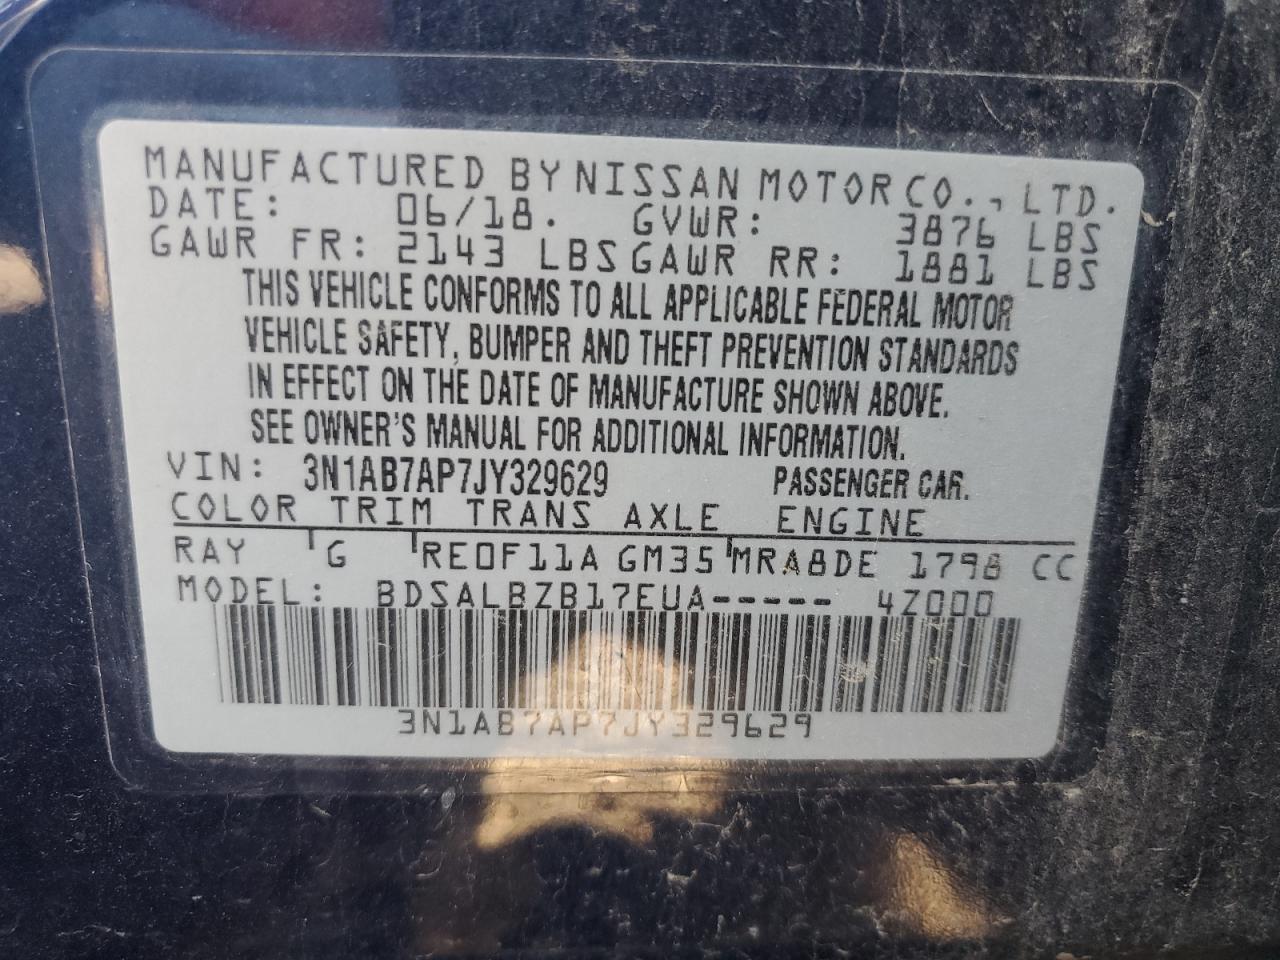 MANUFACTURED BY NISSAN MOTOR CO., LTD.
DATE: 06/18. GVWR: 3876 LBS
GAWR FR: 2143 LBS GAWR RR: 1881 LBS
THIS VEHICLE CONFORMS TO ALL APPLICABLE FEDERAL MOTOR
VEHICLE SAFETY, BUMPER AND THEFT PREVENTION STANDARDS
IN EFFECT ON THE DATE OF MANUFACTURE SHOWN ABOVE.
SEE OWNER'S MANUAL FOR ADDITIONAL INFORMATION.
VIN: 3N1AB7AP7JY329629 PASSENGER CAR.
COLOR TRIM TRANS AXLE ENGINE
RAY G RE0F11A GM35 MRA8DE 1798 CC
MODEL: BDSALBZB17EUA----- 4Z000
3N1AB7AP7JY329629